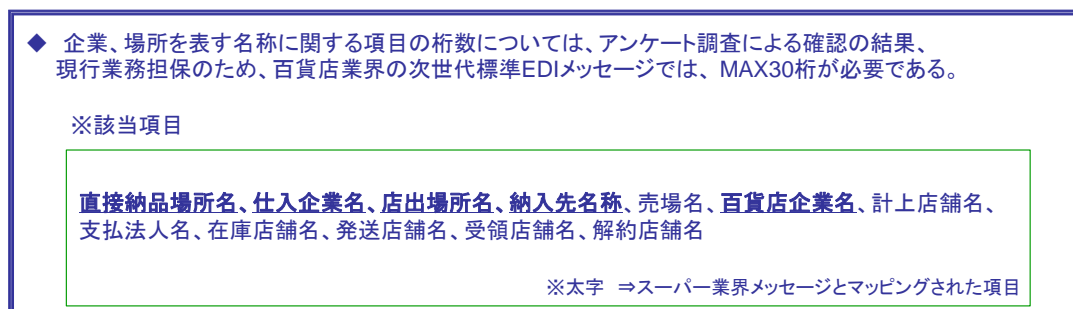 ◆ 企業、場所を表す名称に関する項目の桁数については、アンケート調査による確認の結果、
現行業務担保のため、百貨店業界の次世代標準EDIメッセージでは、MAX30桁が必要である。
※該当項目
直接納品場所名、仕入企業名、店出場所名、納入先名称、売場名、百貨店企業名、計上店舗名、
支払法人名、在庫店舗名、発送店舗名、受領店舗名、解約店舗名
※太字 ⇒スーパー業界メッセージとマッピングされた項目